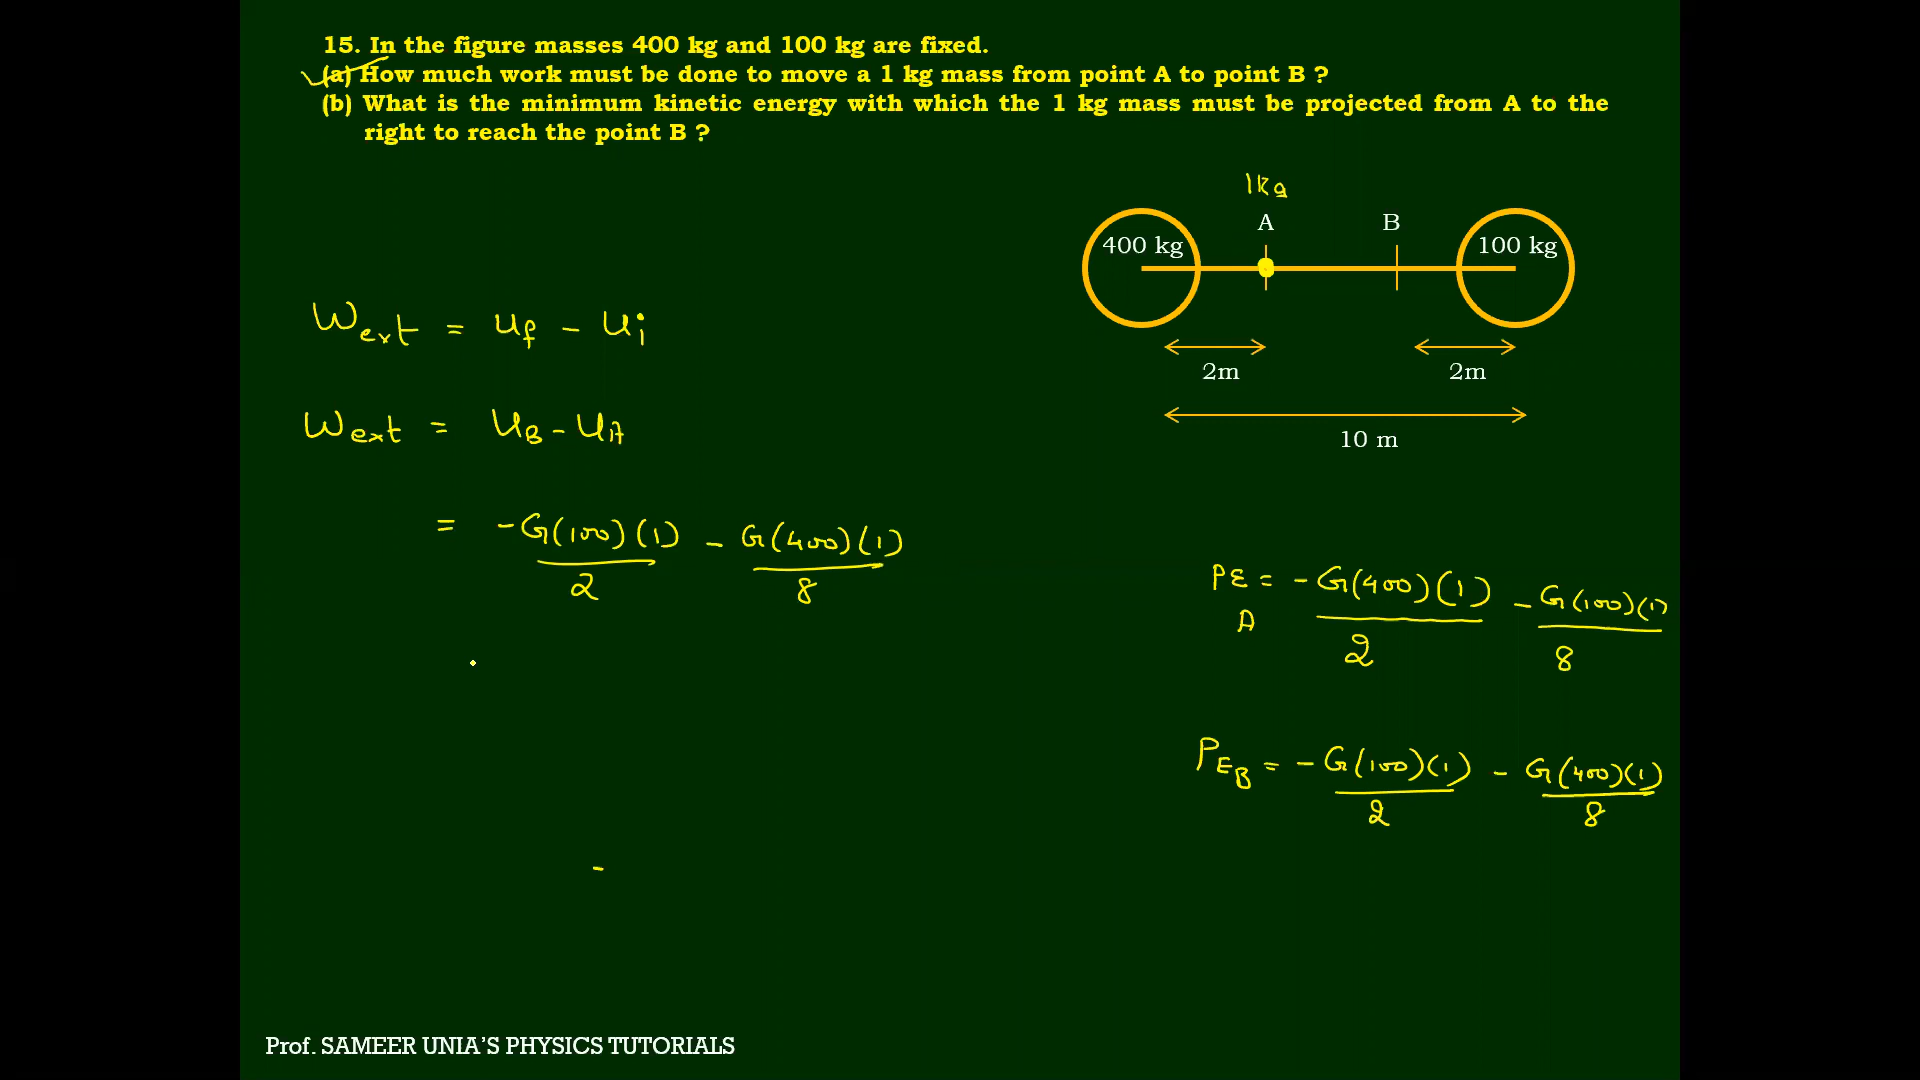 15. In the figure masses 400 kg and 100 kg are fixed.
(a) How much work must be done to move a 1 kg mass from point A to point B ?
(b) What is the minimum kinetic energy with which the 1 kg mass must be projected from A to the
right to reach the point B ?
1kg
A B
400 kg 100 kg
2m 2m
10 m
Wext = Uf - Ui
Wext = UB - UA
= -G(100)(1)/2 - G(400)(1)/8
PE A = -G(400)(1)/2 - G(100)(1)/8
PEB = -G(100)(1)/2 - G(400)(1)/8
Prof. SAMEER UNIA'S PHYSICS TUTORIALS